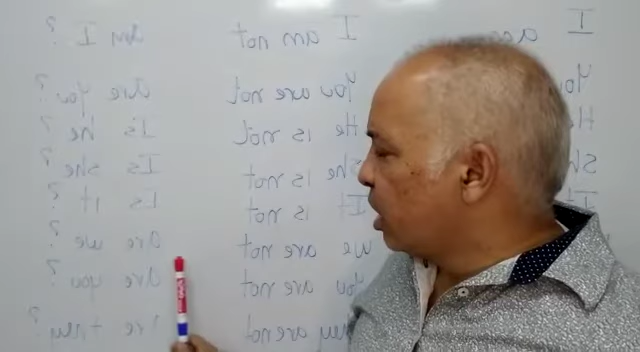 I I am not Am I ?
You You are not Are you ?
He is not Is he ?
she is not Is she ?
It is not Is it ?
we are not are we ?
You are not are you ?
are not are they ?